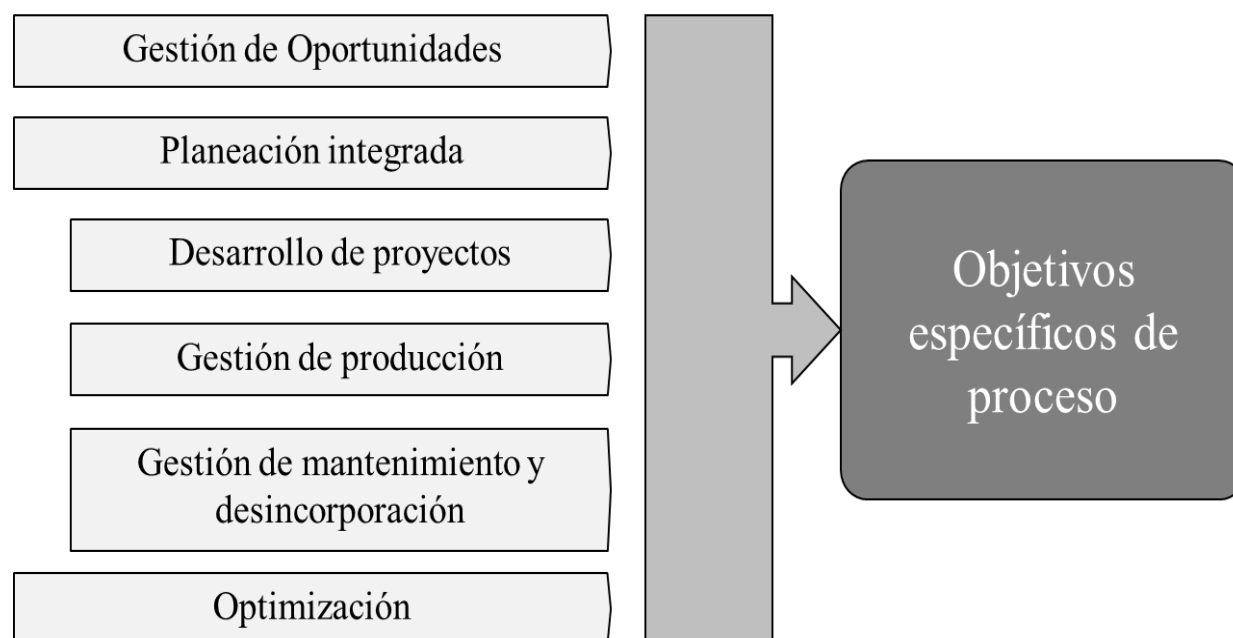 Gestión de Oportunidades
Planeación integrada
Desarrollo de proyectos
Gestión de producción
Gestión de mantenimiento y
desincorporación
Optimización
Objetivos
específicos de
proceso